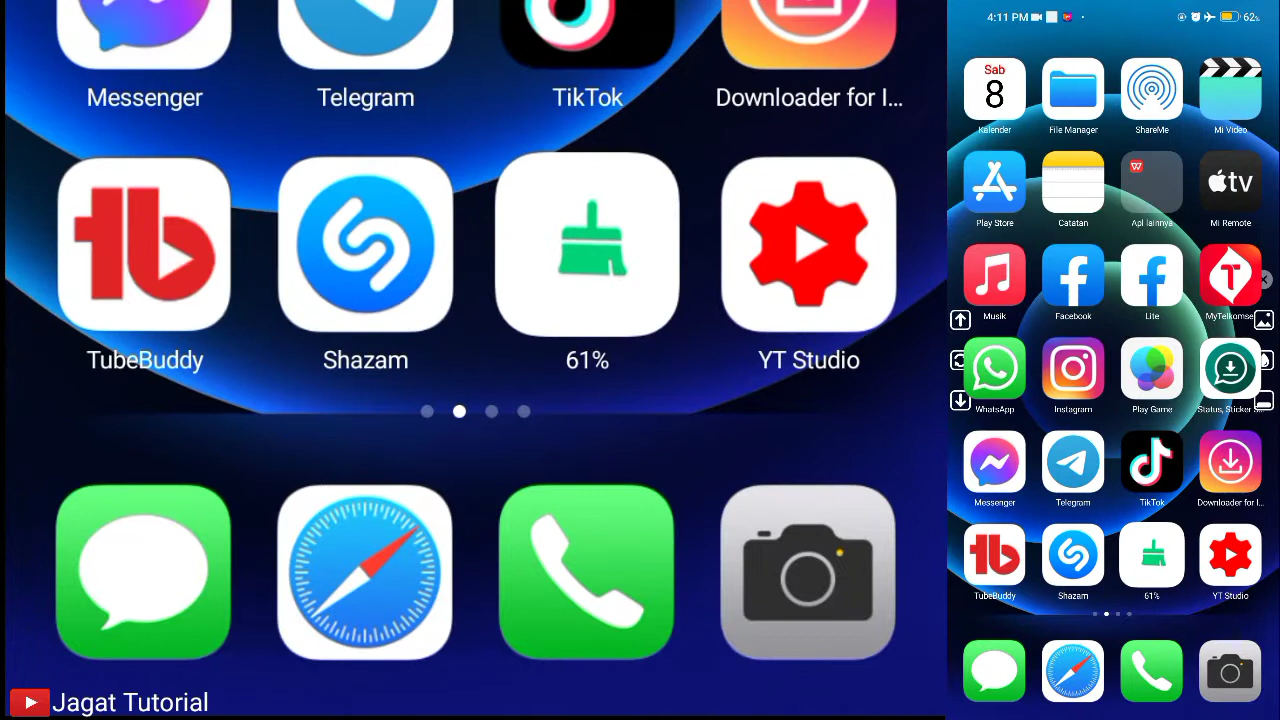 Messenger
Telegram
TikTok
Downloader for I...
TubeBuddy
Shazam
61%
YT Studio
Jagat Tutorial
4:11 PM
62%
Sab
8
Kalender
File Manager
ShareMe
Mi Video
tv
Play Store
Catatan
Apl lainnya
Mi Remote
Musik
Facebook
Lite
MyTelkomse
WhatsApp
Instagram
Play Game
Status, Sticker S...
Messenger
Telegram
TikTok
Downloader for I...
TubeBuddy
Shazam
61%
YT Studio